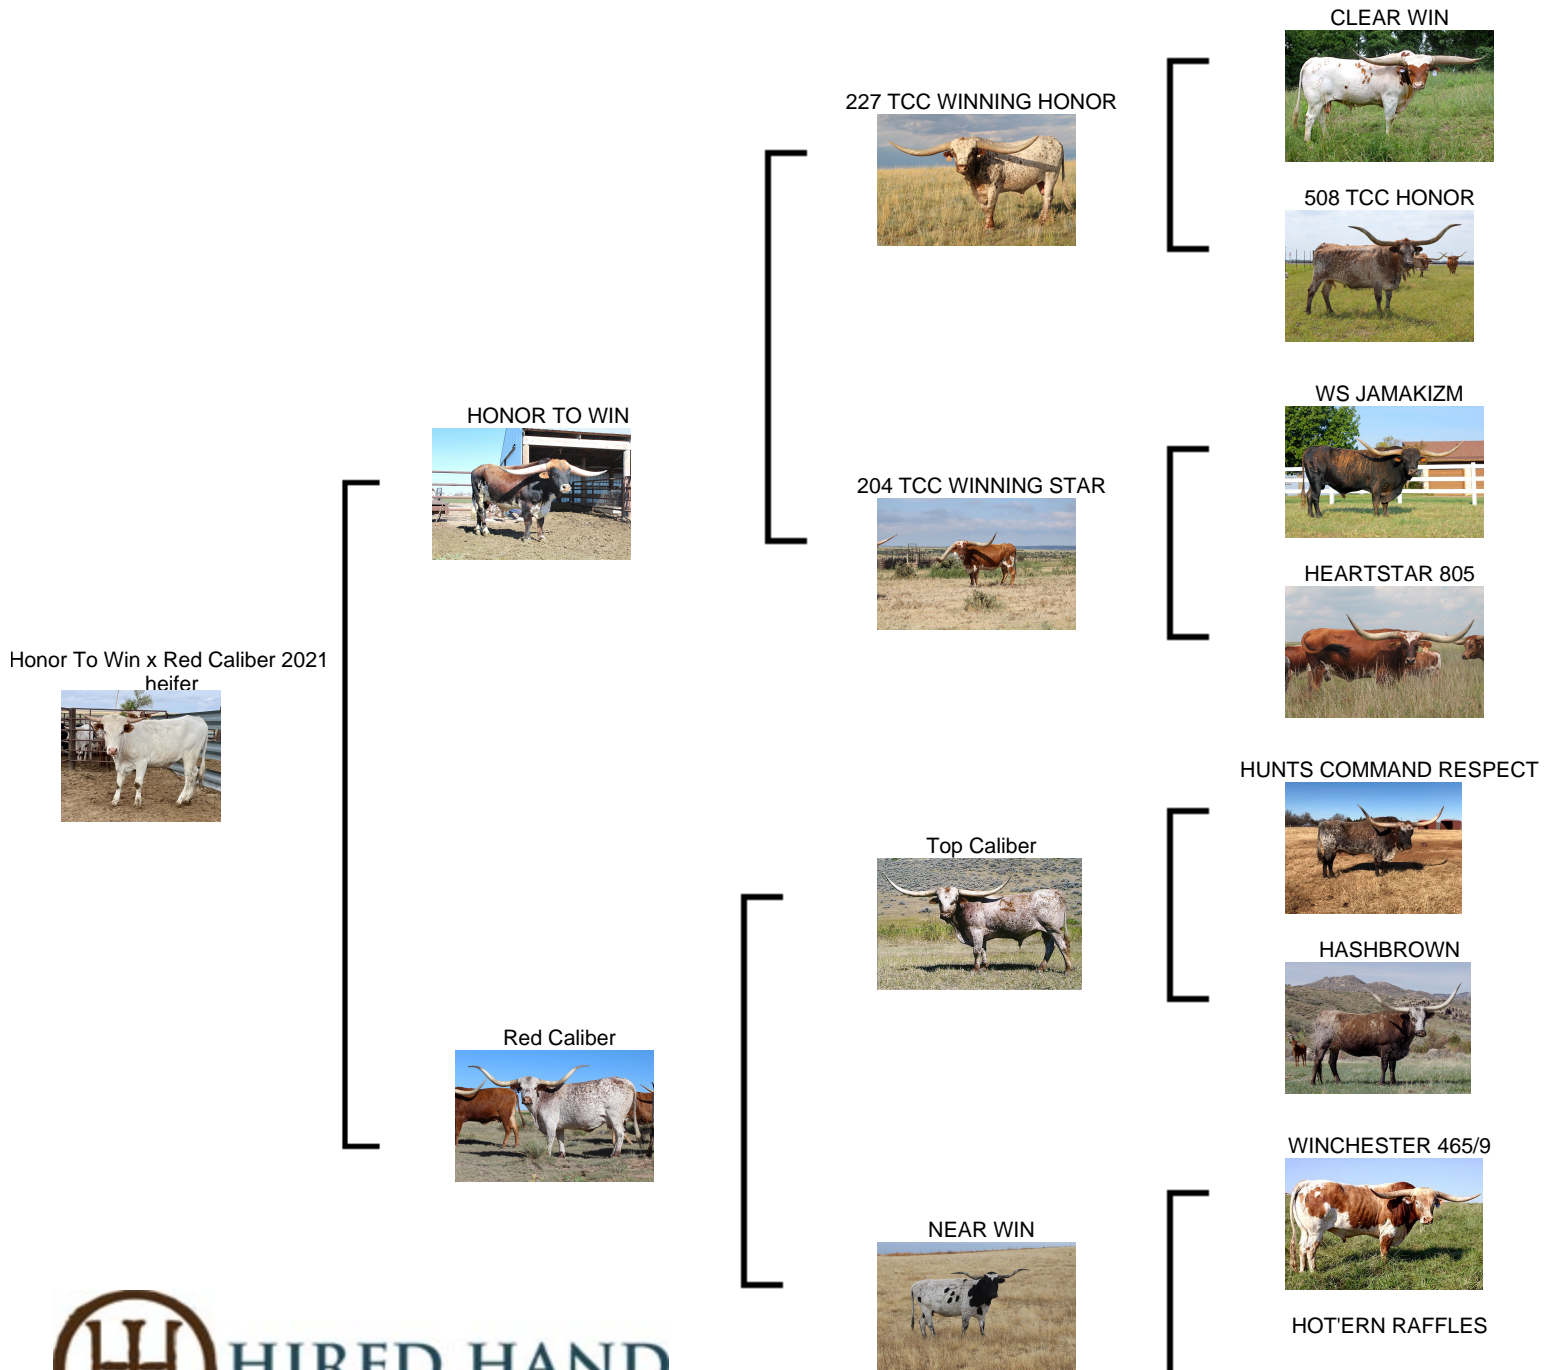 CLEAR WIN
227 TCC WINNING HONOR
508 TCC HONOR
HONOR TO WIN
WS JAMAKIZM
204 TCC WINNING STAR
HEARTSTAR 805
Honor To Win x Red Caliber 2021
heifer
HUNTS COMMAND RESPECT
Top Caliber
HASHBROWN
Red Caliber
WINCHESTER 465/9
NEAR WIN
HOT'ERN RAFFLES
HIRED HAND